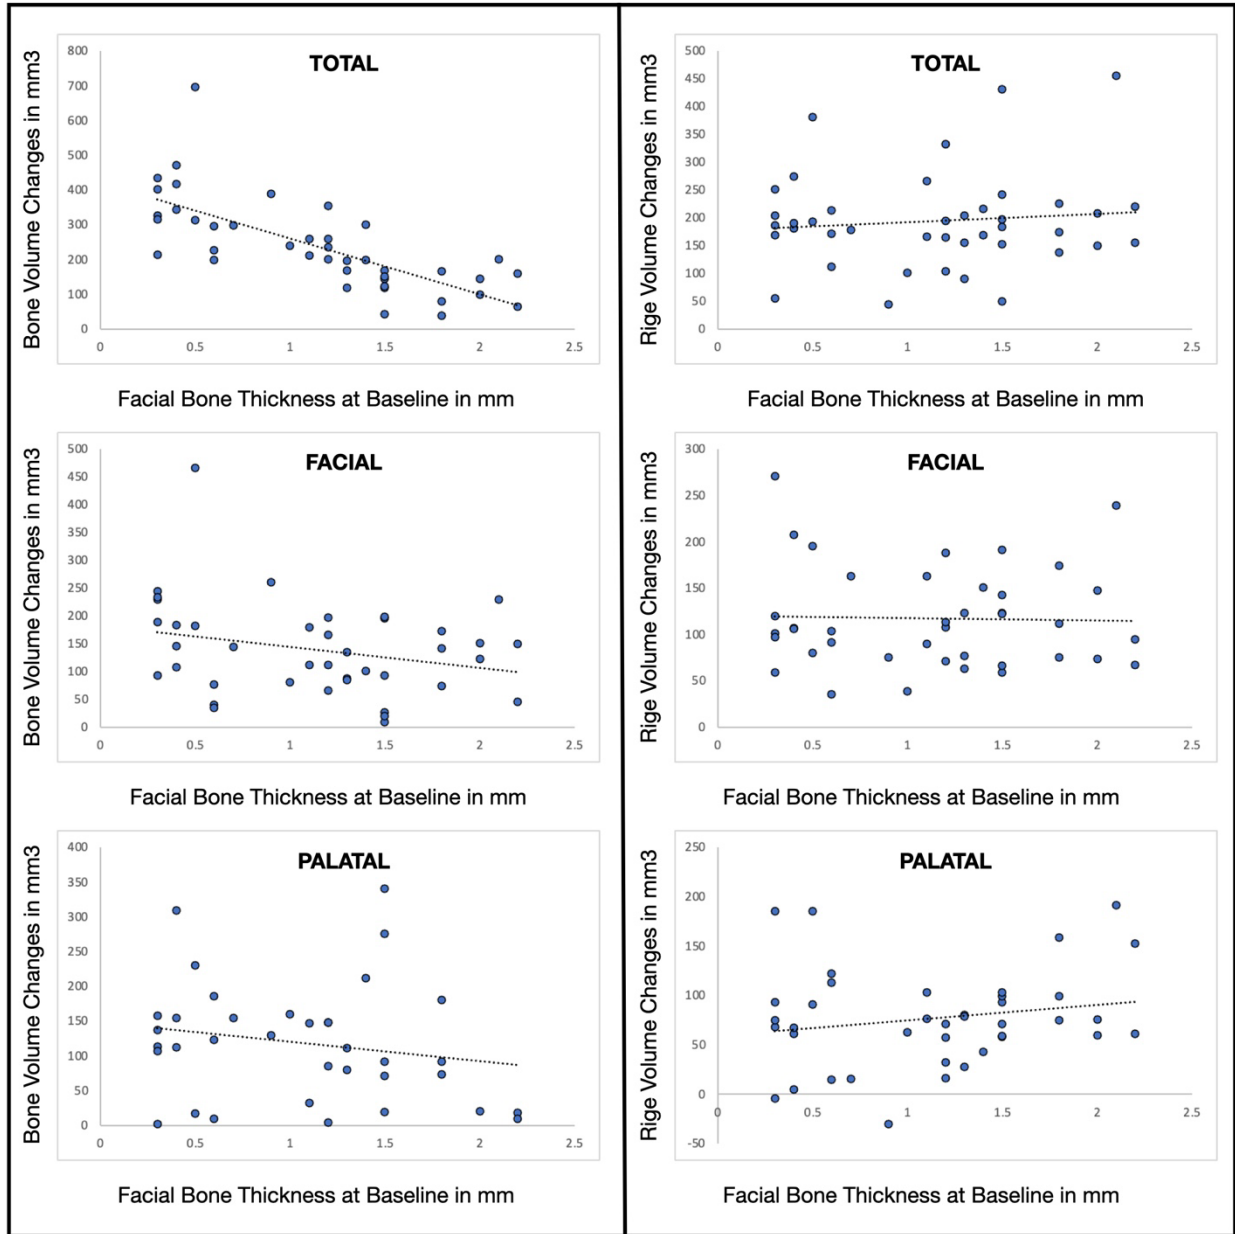 TOTAL
Bone Volume Changes in mm3
800
700
600
500
400
300
200
100
0
0 0.5 1 1.5 2 2.5
Facial Bone Thickness at Baseline in mm
TOTAL
Rige Volume Changes in mm3
500
450
400
350
300
250
200
150
100
50
0
0 0.5 1 1.5 2 2.5
Facial Bone Thickness at Baseline in mm
FACIAL
Bone Volume Changes in mm3
500
450
400
350
300
250
200
150
100
50
0
0 0.5 1 1.5 2 2.5
Facial Bone Thickness at Baseline in mm
FACIAL
Rige Volume Changes in mm3
300
250
200
150
100
50
0
0 0.5 1 1.5 2 2.5
Facial Bone Thickness at Baseline in mm
PALATAL
Bone Volume Changes in mm3
400
350
300
250
200
150
100
50
0
0 0.5 1 1.5 2 2.5
Facial Bone Thickness at Baseline in mm
PALATAL
Rige Volume Changes in mm3
250
200
150
100
50
0
-50
0.5 1 1.5 2 2.5
Facial Bone Thickness at Baseline in mm